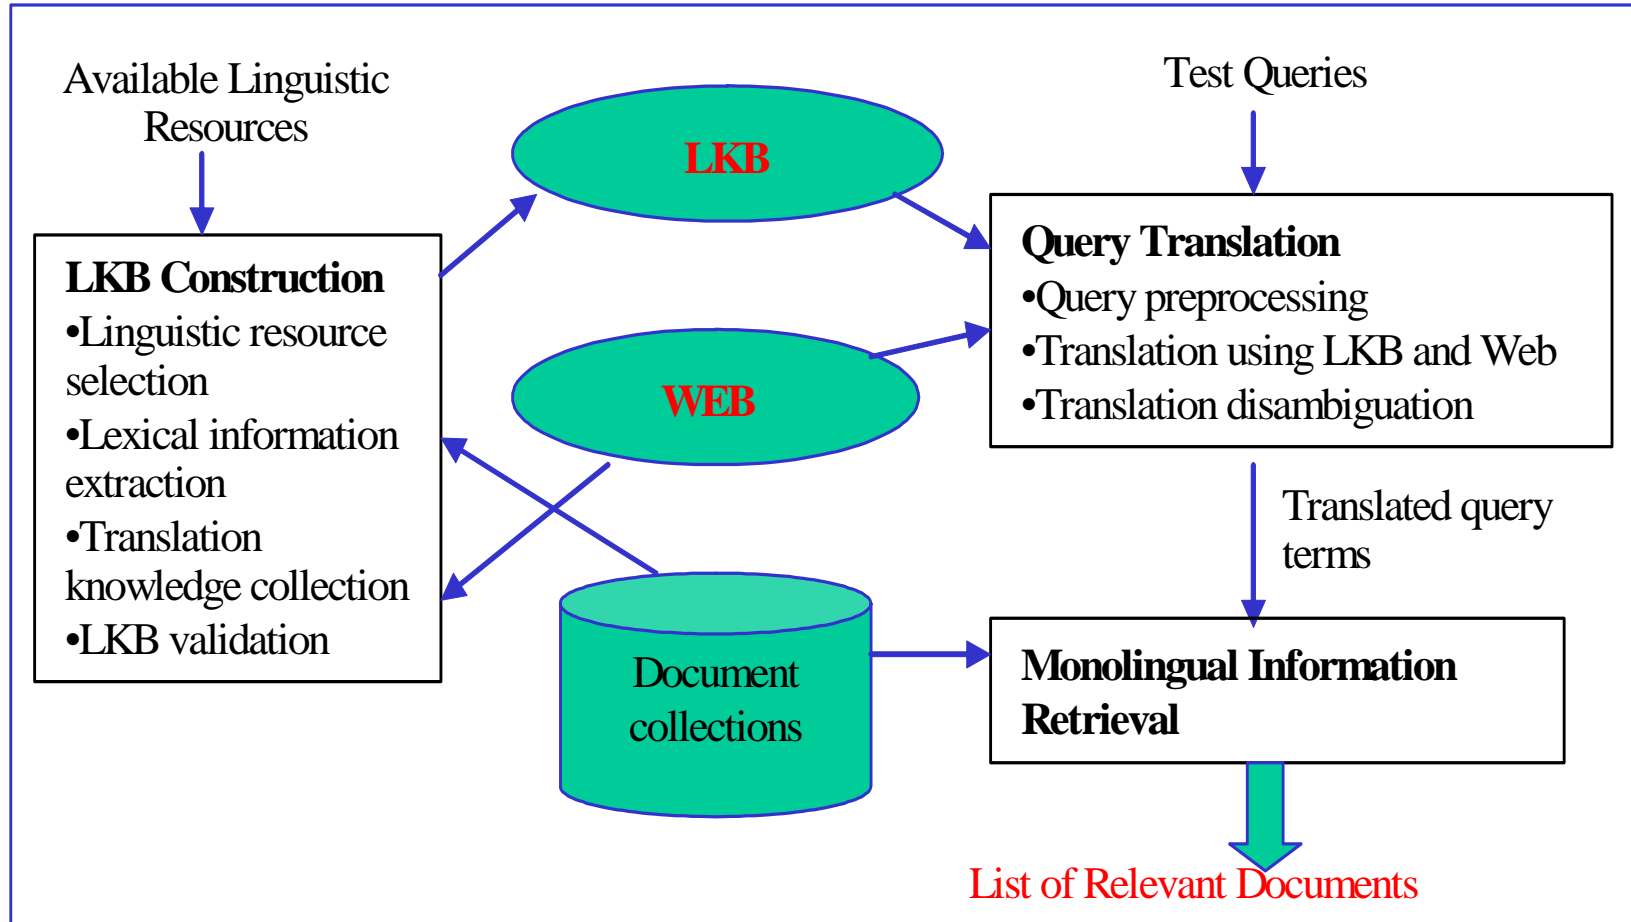 Available Linguistic
Resources
LKB Construction
•Linguistic resource
selection
•Lexical information
extraction
•Translation
knowledge collection
•LKB validation
LKB
WEB
Document
collections
Test Queries
Query Translation
•Query preprocessing
•Translation using LKB and Web
•Translation disambiguation
Translated query
terms
Monolingual Information
Retrieval
List of Relevant Documents